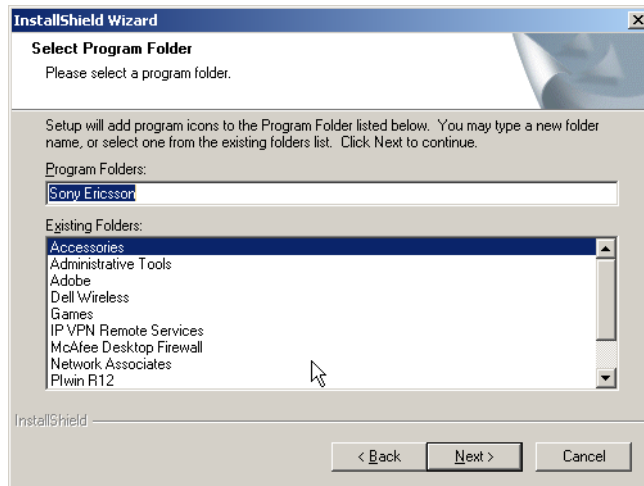 InstallShield Wizard
Select Program Folder
Please select a program folder.
Setup will add program icons to the Program Folder listed below. You may type a new folder
name, or select one from the existing folders list. Click Next to continue.
Program Folders:
Sony Ericsson
Existing Folders:
Accessories
Administrative Tools
Adobe
Dell Wireless
Games
IP VPN Remote Services
McAfee Desktop Firewall
Network Associates
Plwin R12
InstallShield
< Back Next > Cancel